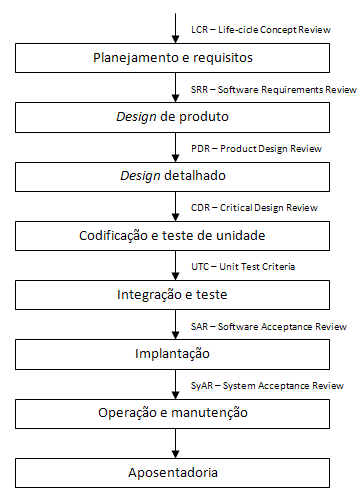 LCR – Life-cicle Concept Review
Planejamento e requisitos
SRR – Software Requirements Review
Design de produto
PDR – Product Design Review
Design detalhado
CDR – Critical Design Review
Codificação e teste de unidade
UTC – Unit Test Criteria
Integração e teste
SAR – Software Acceptance Review
Implantação
SyAR – System Acceptance Review
Operação e manutenção
Aposentadoria